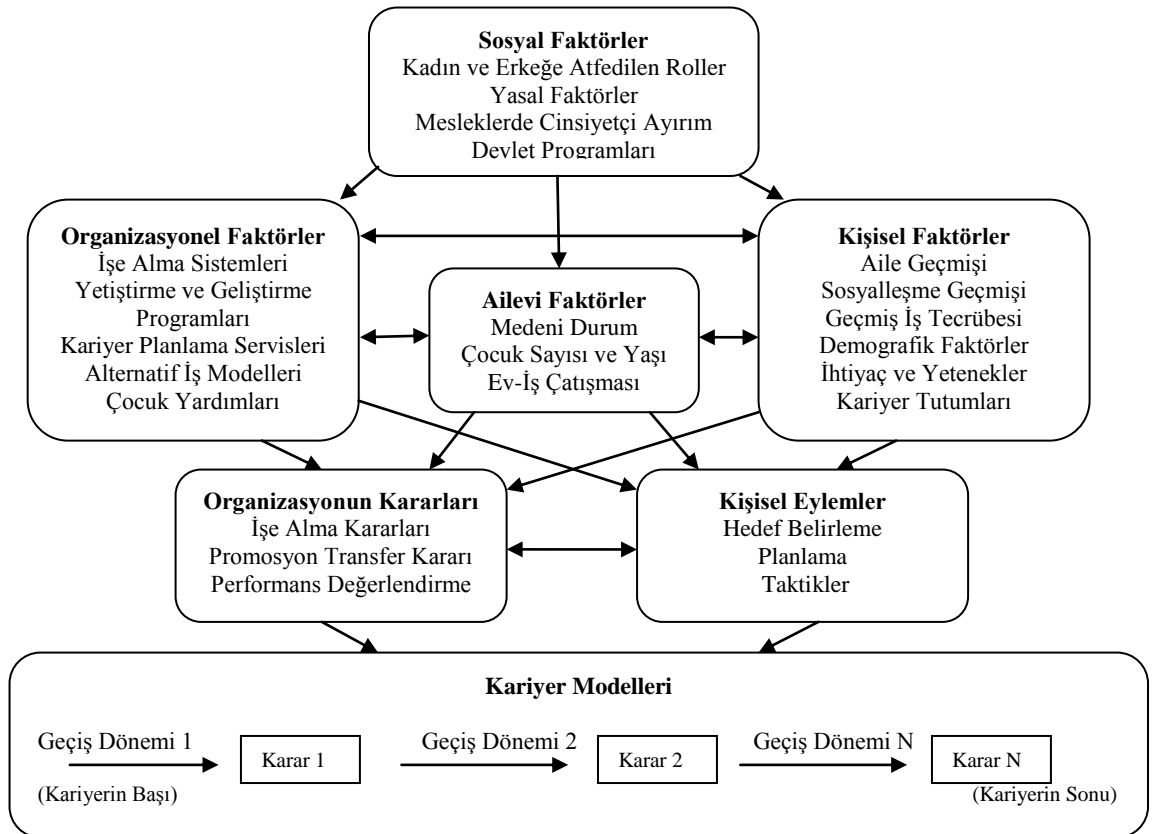 Sosyal Faktörler
Kadın ve Erkeğe Atfedilen Roller
Yasal Faktörler
Mesleklerde Cinsiyetçi Ayırım
Devlet Programları
Organizasyonel Faktörler
İşe Alma Sistemleri
Yetiştirme ve Geliştirme
Programları
Kariyer Planlama Servisleri
Alternatif İş Modelleri
Çocuk Yardımları
Ailevi Faktörler
Medeni Durum
Çocuk Sayısı ve Yaşı
Ev-İş Çatışması
Kişisel Faktörler
Aile Geçmişi
Sosyalleşme Geçmişi
Geçmiş İş Tecrübesi
Demografik Faktörler
İhtiyaç ve Yetenekler
Kariyer Tutumları
Organizasyonun Kararları
İşe Alma Kararları
Promosyon Transfer Kararı
Performans Değerlendirme
Kişisel Eylemler
Hedef Belirleme
Planlama
Taktikler
Kariyer Modelleri
Geçiş Dönemi 1
Karar 1
Geçiş Dönemi 2
Karar 2
Geçiş Dönemi N
Karar N
(Kariyerin Başı)
(Kariyerin Sonu)